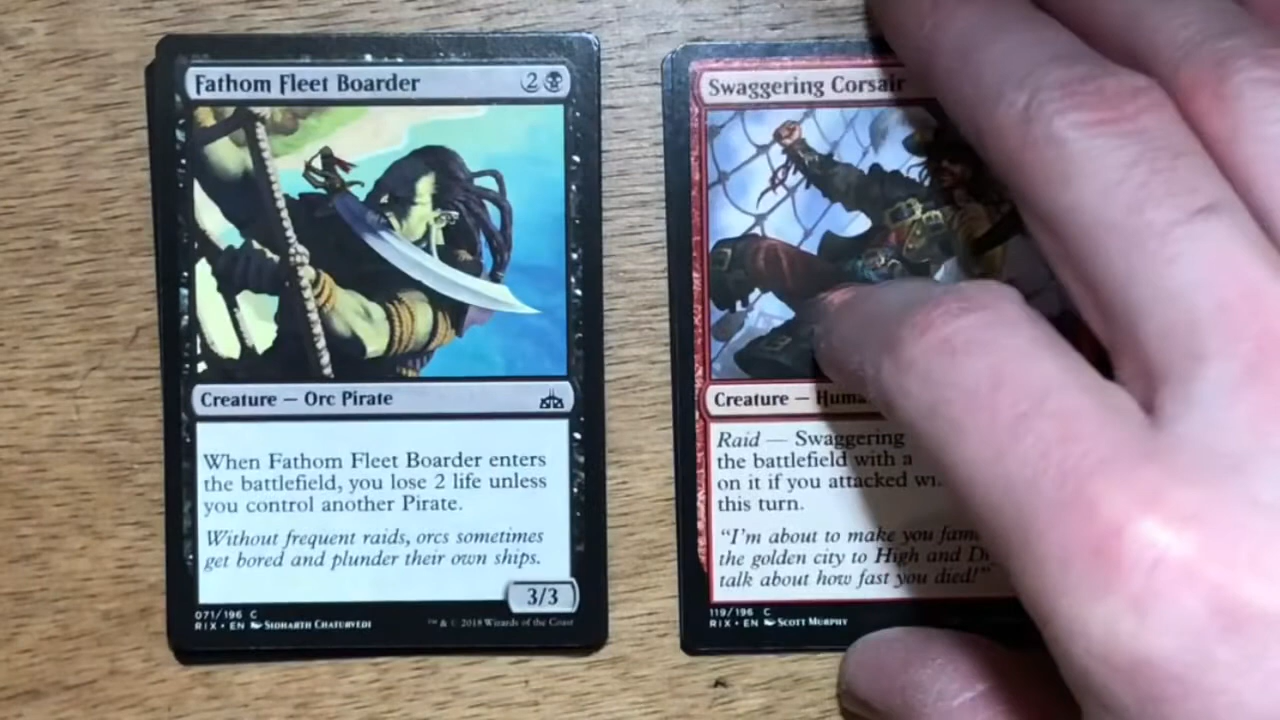 Fathom Fleet Boarder 2
Creature — Orc Pirate
When Fathom Fleet Boarder enters
the battlefield, you lose 2 life unless
you control another Pirate.
Without frequent raids, orcs sometimes
get bored and plunder their own ships.
3/3
071/196 C
RIX • EN Sidharth Chaturvedi
™ & © 2018 Wizards of the Coast
Swaggering Corsair
Creature —
Raid — Swaggering
the battlefield with a
on it if you attacked
this turn.
"I'm about to make you
the golden city to High and
talk about how fast you died!"
119/196 C
RIX • EN Scott Murphy